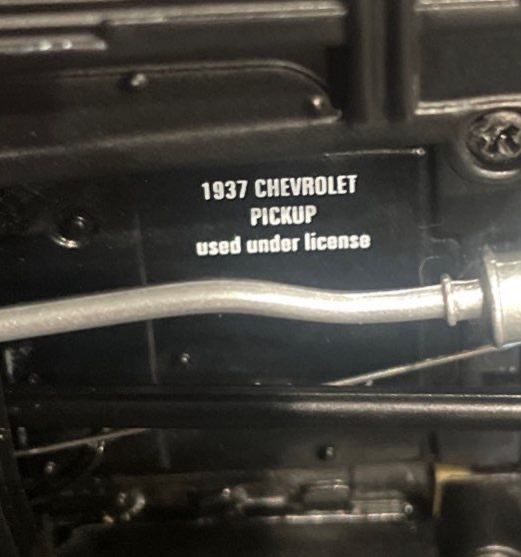 1937 CHEVROLET
PICKUP
used under license